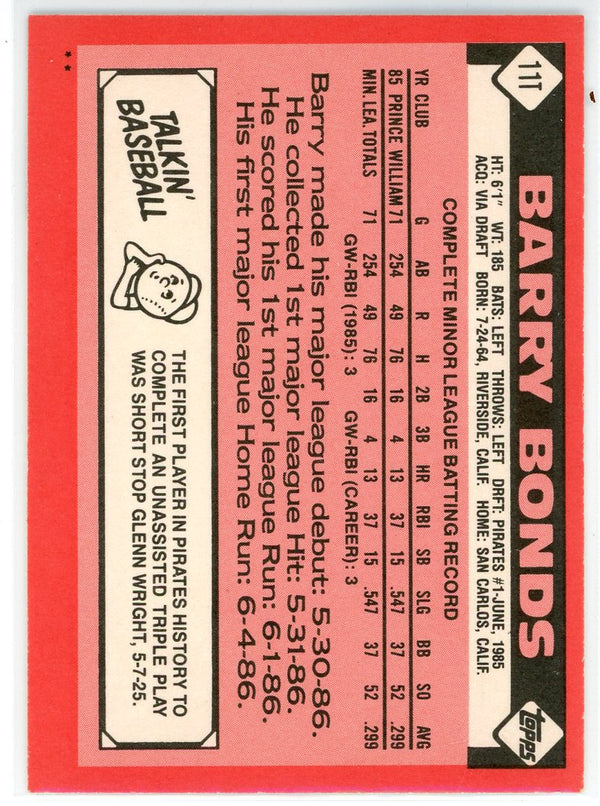 11T
BARRY BONDS
topps
HT: 6'1" WT: 185 BATS: LEFT THROWS: LEFT DRFT: PIRATES #1-JUNE, 1985
ACQ: VIA DRAFT BORN: 7-24-64, RIVERSIDE, CALIF. HOME: SAN CARLOS, CALIF.
COMPLETE MINOR LEAGUE BATTING RECORD
YR CLUB G AB R H 2B 3B HR RBI SB SLG BB SO AVG
85 PRINCE WILLIAM 71 254 49 76 16 4 13 37 15 .547 37 52 .299
MIN. LEA. TOTALS 71 254 49 76 16 4 13 37 15 .547 37 52 .299
GW-RBI (1985): 3 GW-RBI (CAREER): 3
Barry made his major league debut: 5-30-86.
He collected 1st major league Hit: 5-31-86.
He scored his 1st major league Run: 6-1-86.
His first major league Home Run: 6-4-86.
TALKIN'
BASEBALL
THE FIRST PLAYER IN PIRATES HISTORY TO
COMPLETE AN UNASSISTED TRIPLE PLAY
WAS SHORT STOP GLENN WRIGHT, 5-7-25.
**